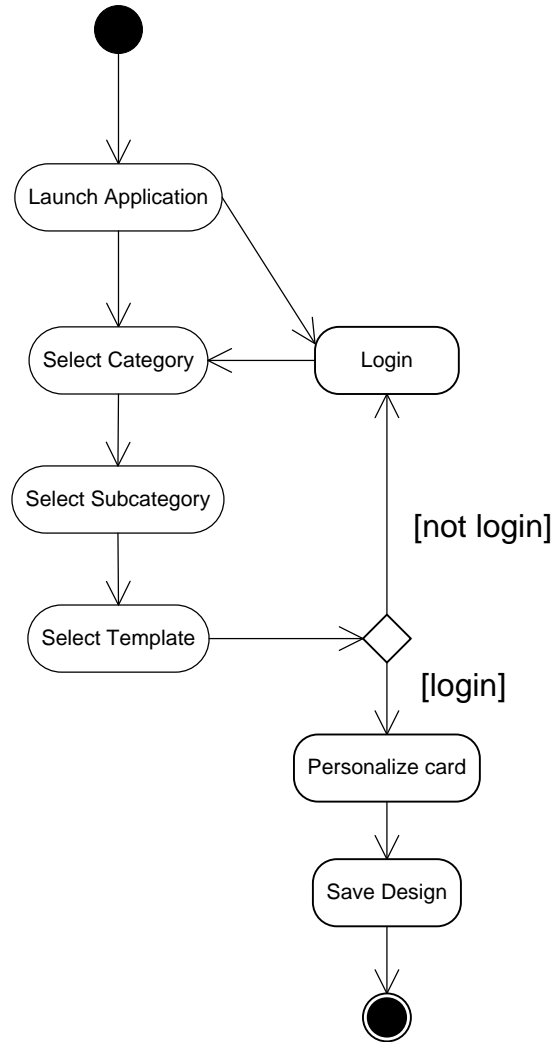 Launch Application
Select Category
Login
Select Subcategory
[not login]
Select Template
[login]
Personalize card
Save Design